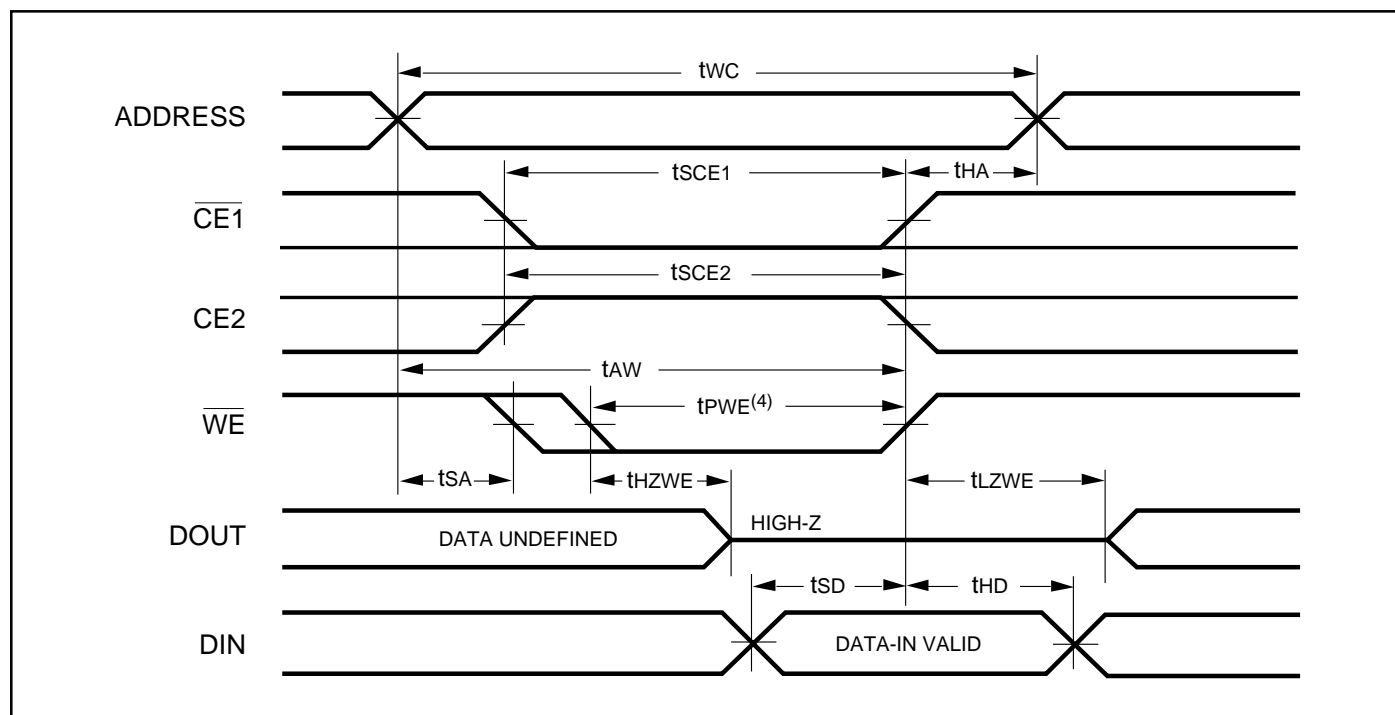 tWC
ADDRESS
tSCE1
tHA
CE1
tSCE2
CE2
tAW
tPWE(4)
WE
tSA
tHZWE
tLZWE
HIGH-Z
DOUT
DATA UNDEFINED
tSD
tHD
DIN
DATA-IN VALID